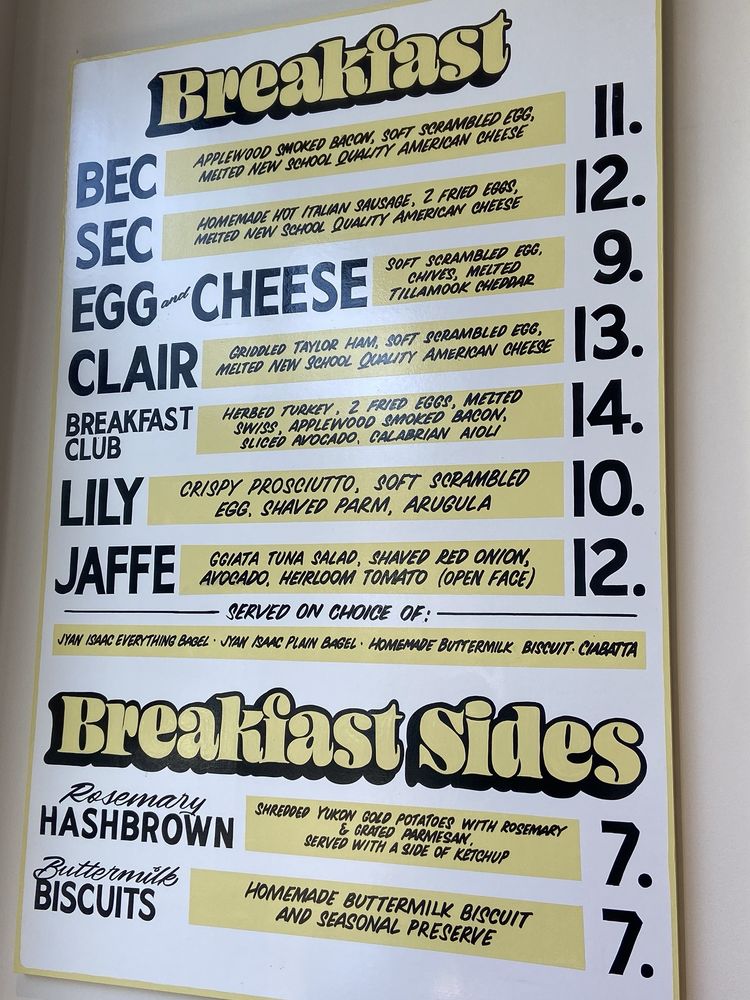 Breakfast
BEC APPLEWOOD SMOKED BACON, SOFT SCRAMBLED EGG, 11.
MELTED NEW SCHOOL QUALITY AMERICAN CHEESE
SEC HOMEMADE HOT ITALIAN SAUSAGE, 2 FRIED EGGS, 12.
MELTED NEW SCHOOL QUALITY AMERICAN CHEESE
EGG and CHEESE SOFT SCRAMBLED EGG, 9.
CHIVES, MELTED
TILLAMOOK CHEDDAR
CLAIR GRIDDLED TAYLOR HAM, SOFT SCRAMBLED EGG, 13.
MELTED NEW SCHOOL QUALITY AMERICAN CHEESE
BREAKFAST HERBED TURKEY, 2 FRIED EGGS, MELTED 14.
CLUB SWISS, APPLEWOOD SMOKED BACON,
SLICED AVOCADO, CALABRIAN AIOLI
LILY CRISPY PROSCIUTTO, SOFT SCRAMBLED 10.
EGG, SHAVED PARM, ARUGULA
JAFFE GGIATA TUNA SALAD, SHAVED RED ONION, 12.
AVOCADO, HEIRLOOM TOMATO (OPEN FACE)
SERVED ON CHOICE OF:
JYAN ISAAC EVERYTHING BAGEL · JYAN ISAAC PLAIN BAGEL · HOMEMADE BUTTERMILK BISCUIT · CIABATTA
Breakfast Sides
Rosemary SHREDDED YUKON GOLD POTATOES WITH ROSEMARY 7.
HASHBROWN & GRATED PARMESAN,
SERVED WITH A SIDE OF KETCHUP
Buttermilk HOMEMADE BUTTERMILK BISCUIT 7.
BISCUITS AND SEASONAL PRESERVE